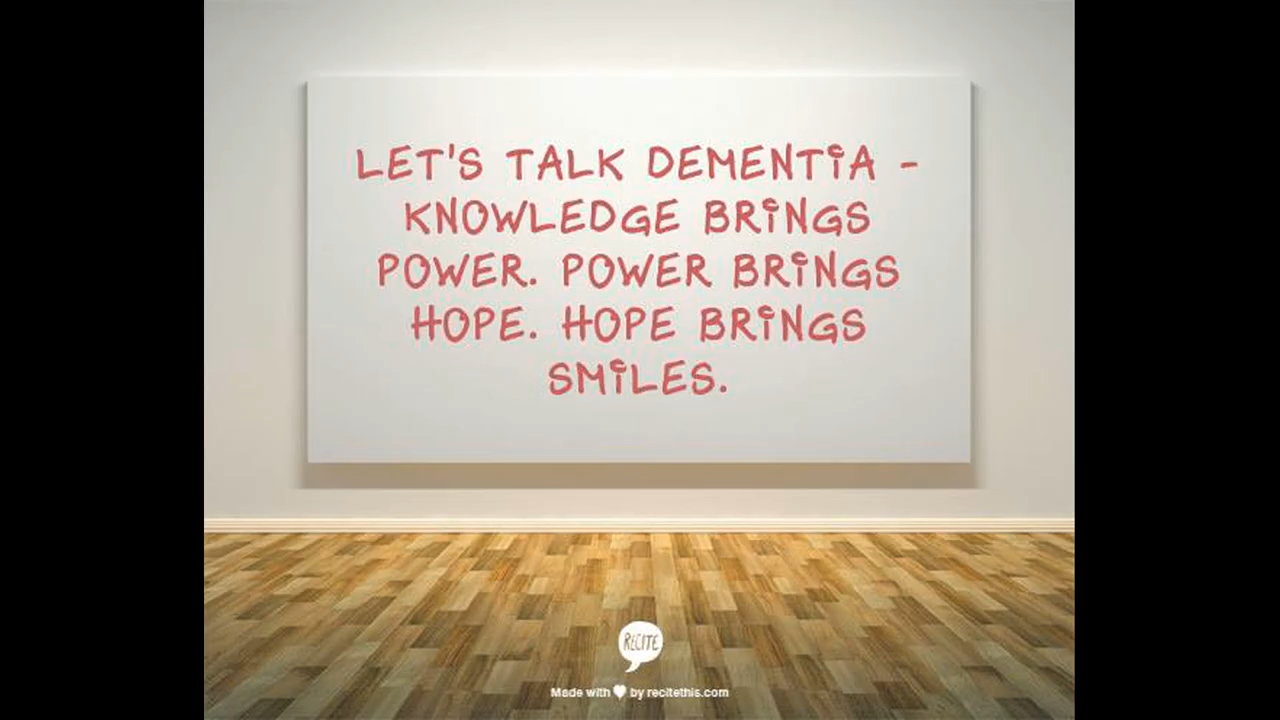 LET'S TALK DEMENTIA -
KNOWLEDGE BRINGS
POWER. POWER BRINGS
HOPE. HOPE BRINGS
SMILES.
RECITE
Made with ♥ by recitethis.com